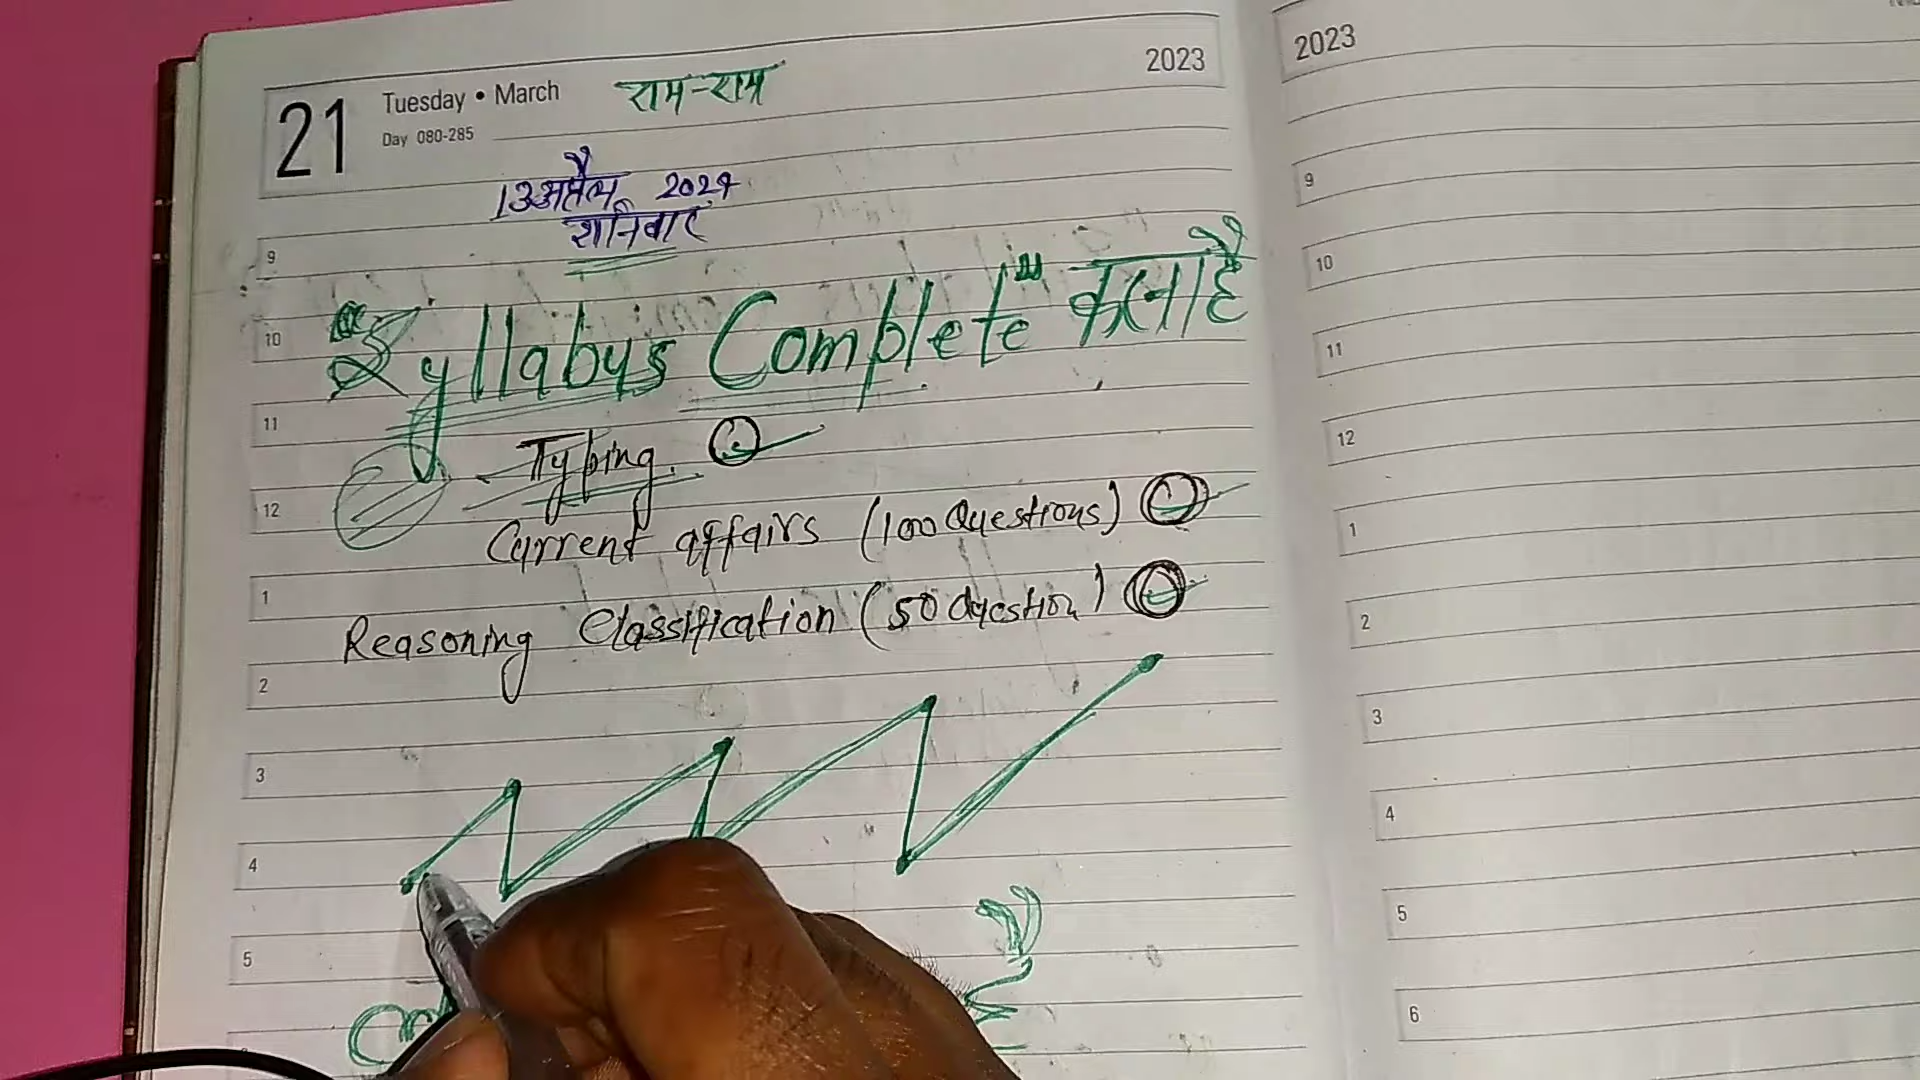 2023
21 Tuesday • March राम-राम
Day 080-285
13 अप्रैल 2024
शनिवार
"Syllabus Complete" करना है
Typing.
Current affairs (100 Questions)
Reasoning Classification (50 Question)
9
10
11
12
1
2
3
4
5
2023
9
10
11
12
1
2
3
4
5
6